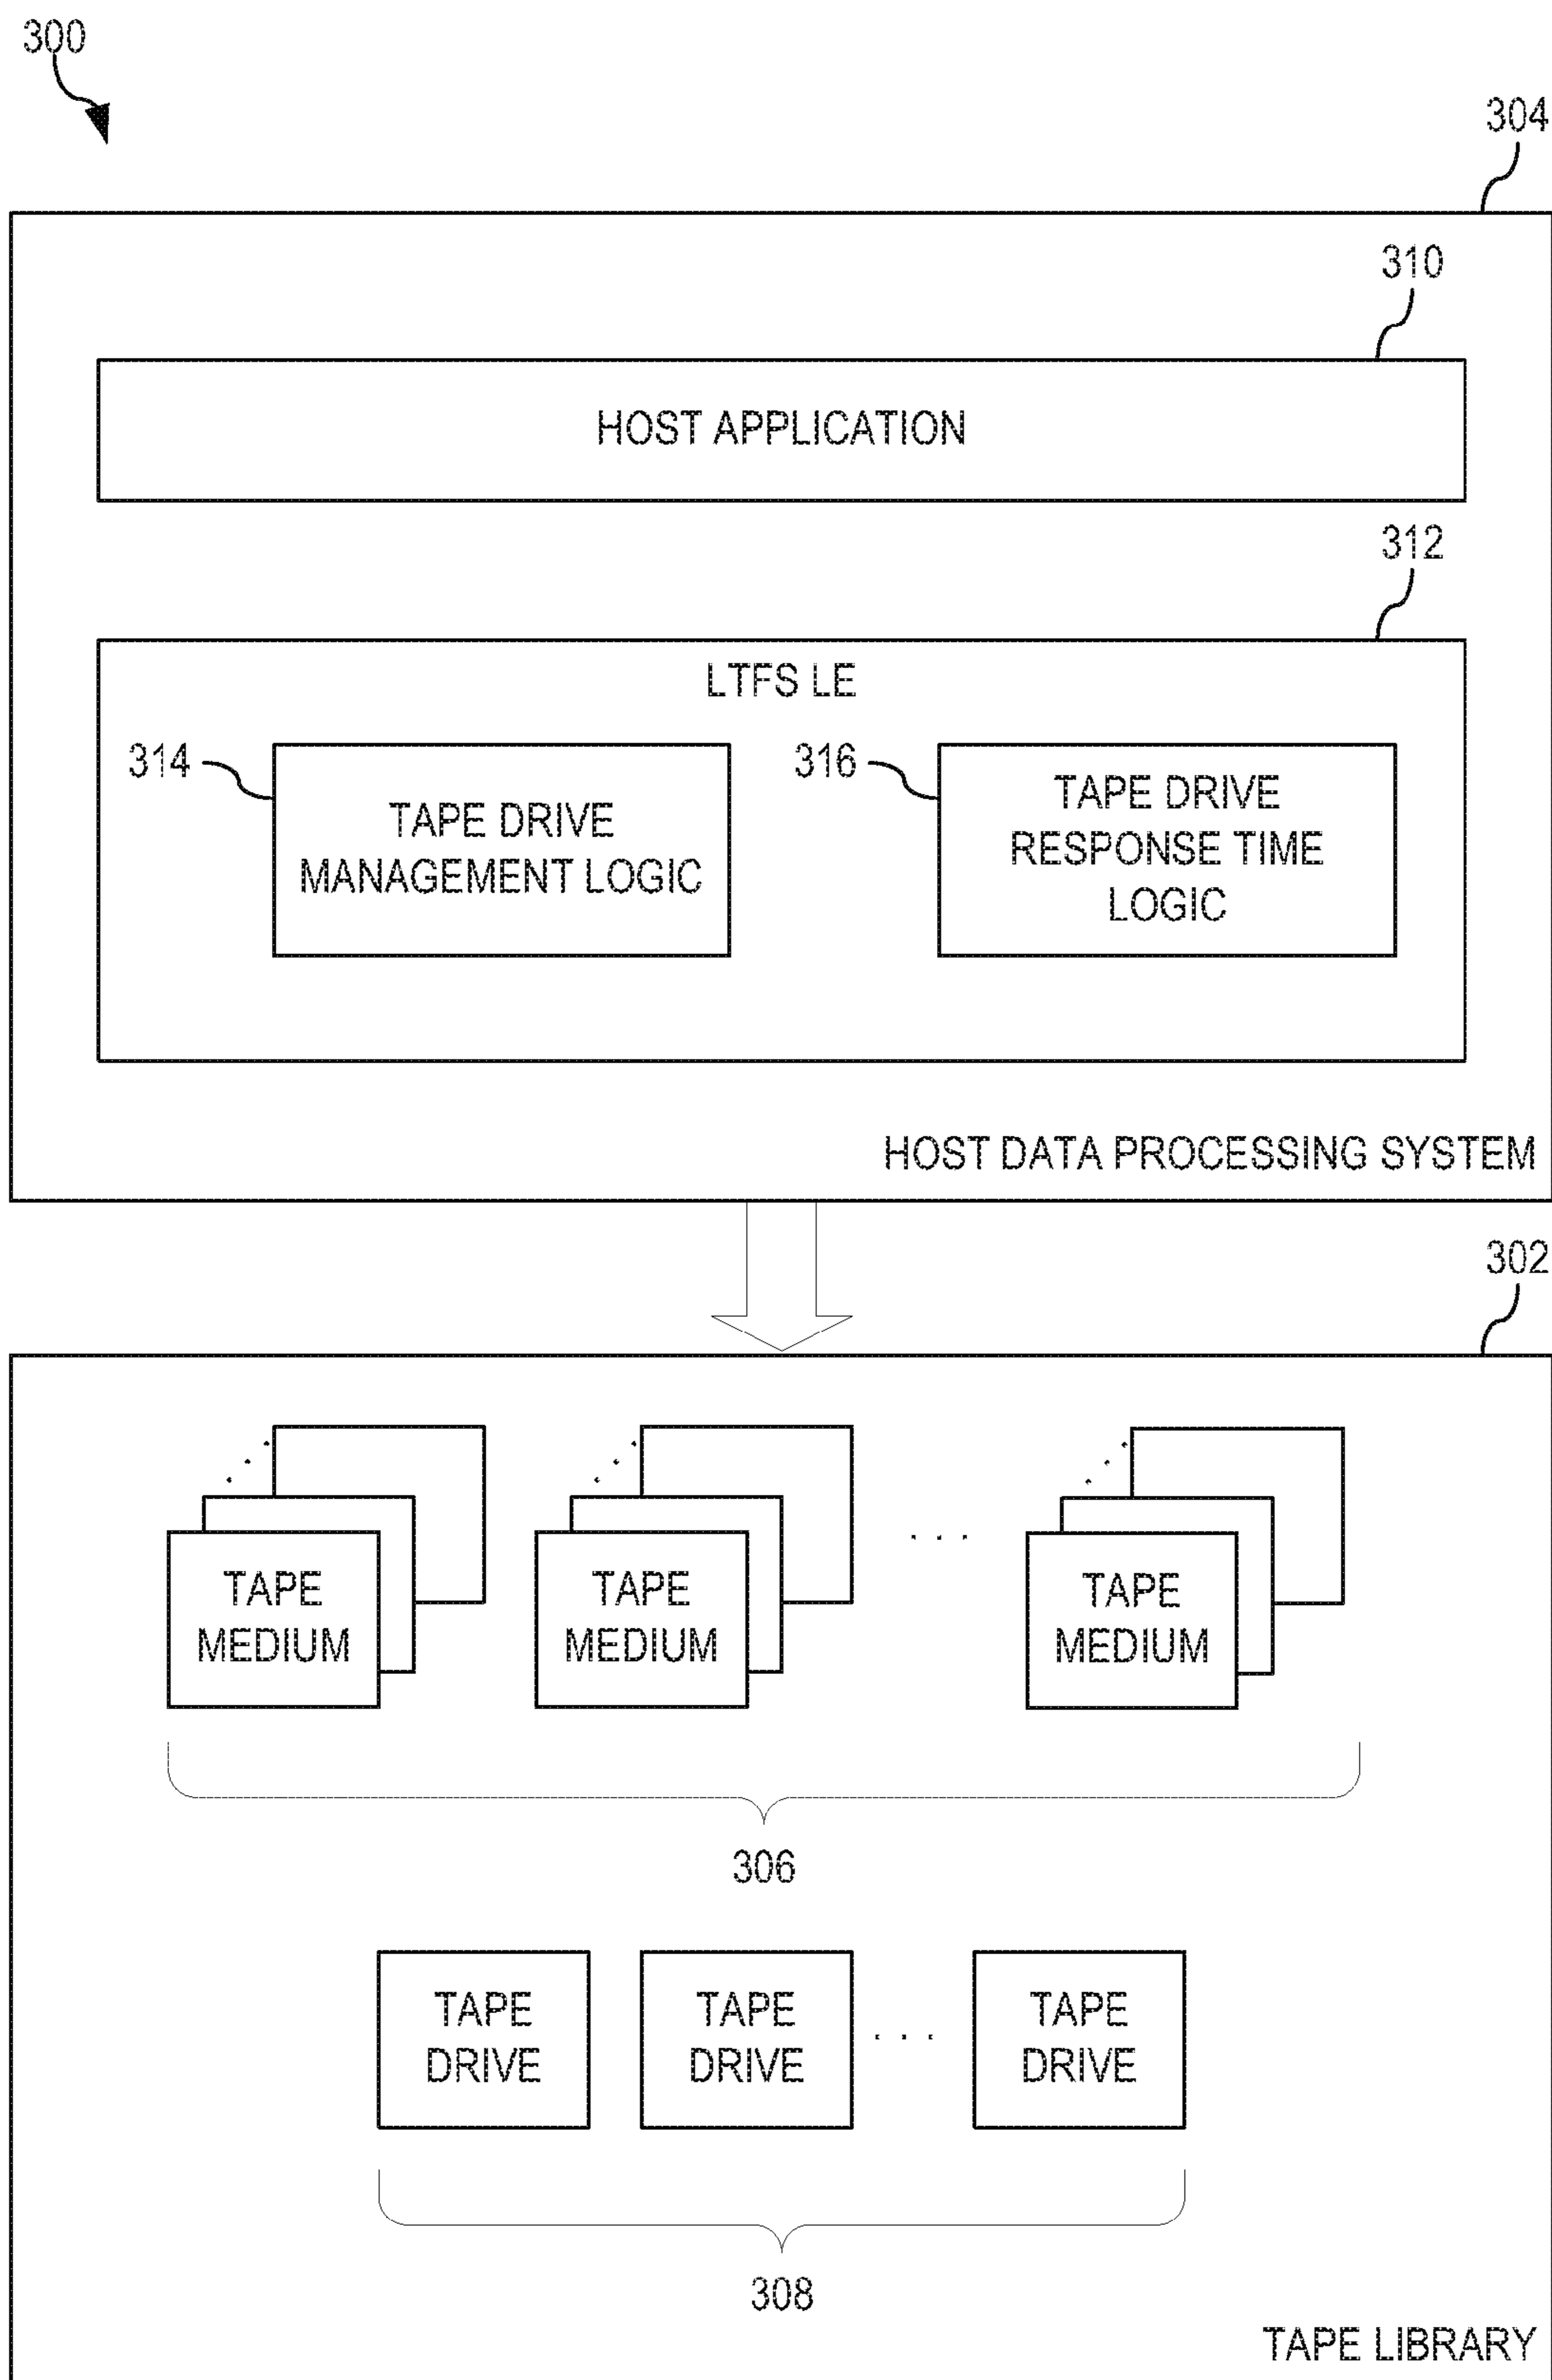 300
304
310
HOST APPLICATION
312
LTFS LE
314
316
TAPE DRIVE
MANAGEMENT LOGIC
TAPE DRIVE
RESPONSE TIME
LOGIC
HOST DATA PROCESSING SYSTEM
302
TAPE
MEDIUM
TAPE
MEDIUM
. . .
TAPE
MEDIUM
306
TAPE
DRIVE
TAPE
DRIVE
. . .
TAPE
DRIVE
308
TAPE LIBRARY